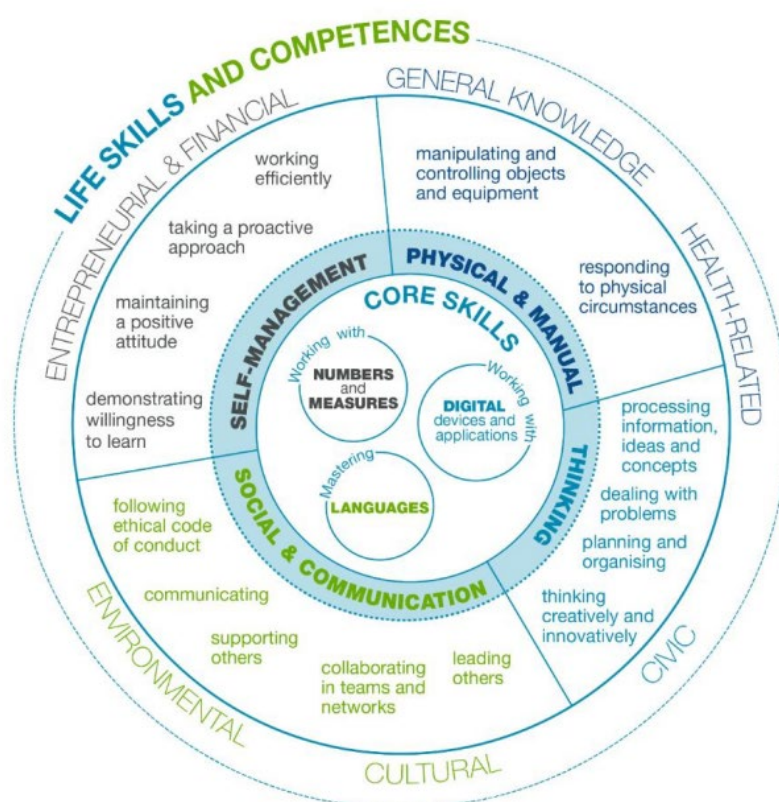 LIFE SKILLS AND COMPETENCES
ENTREPRENEURIAL & FINANCIAL
GENERAL KNOWLEDGE
HEALTH-RELATED
CIVIC
CULTURAL
ENVIRONMENTAL
SELF-MANAGEMENT
working
efficiently
taking a proactive
approach
maintaining
a positive
attitude
demonstrating
willingness
to learn
PHYSICAL & MANUAL
manipulating and
controlling objects
and equipment
responding
to physical
circumstances
THINKING
processing
information,
ideas and
concepts
dealing with
problems
planning and
organising
thinking
creatively and
innovatively
SOCIAL & COMMUNICATION
following
ethical code
of conduct
communicating
supporting
others
collaborating
in teams and
networks
leading
others
CORE SKILLS
Working with
NUMBERS
and
MEASURES
Working with
DIGITAL
devices and
applications
Mastering
LANGUAGES